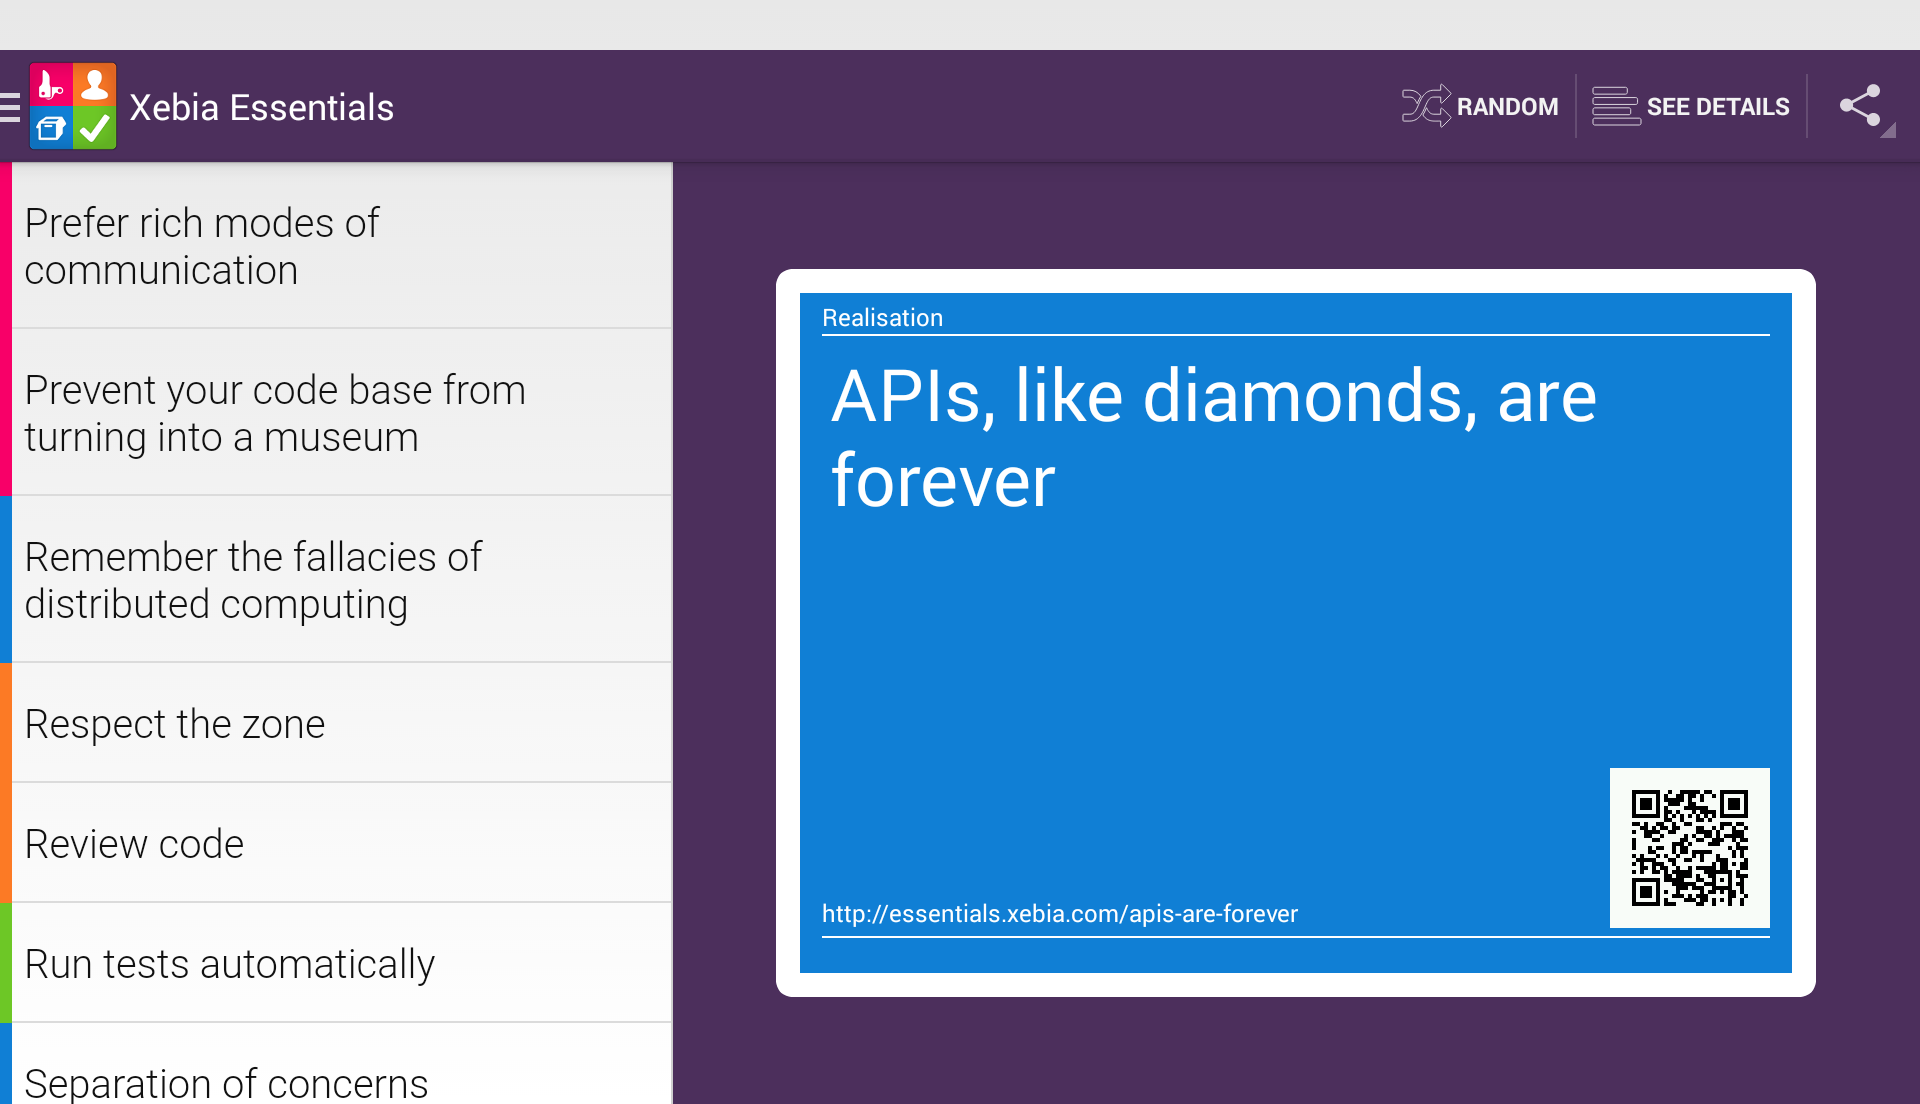 Xebia Essentials
RANDOM
SEE DETAILS
Prefer rich modes of
communication
Prevent your code base from
turning into a museum
Remember the fallacies of
distributed computing
Respect the zone
Review code
Run tests automatically
Separation of concerns
Realisation
APIs, like diamonds, are
forever
http://essentials.xebia.com/apis-are-forever